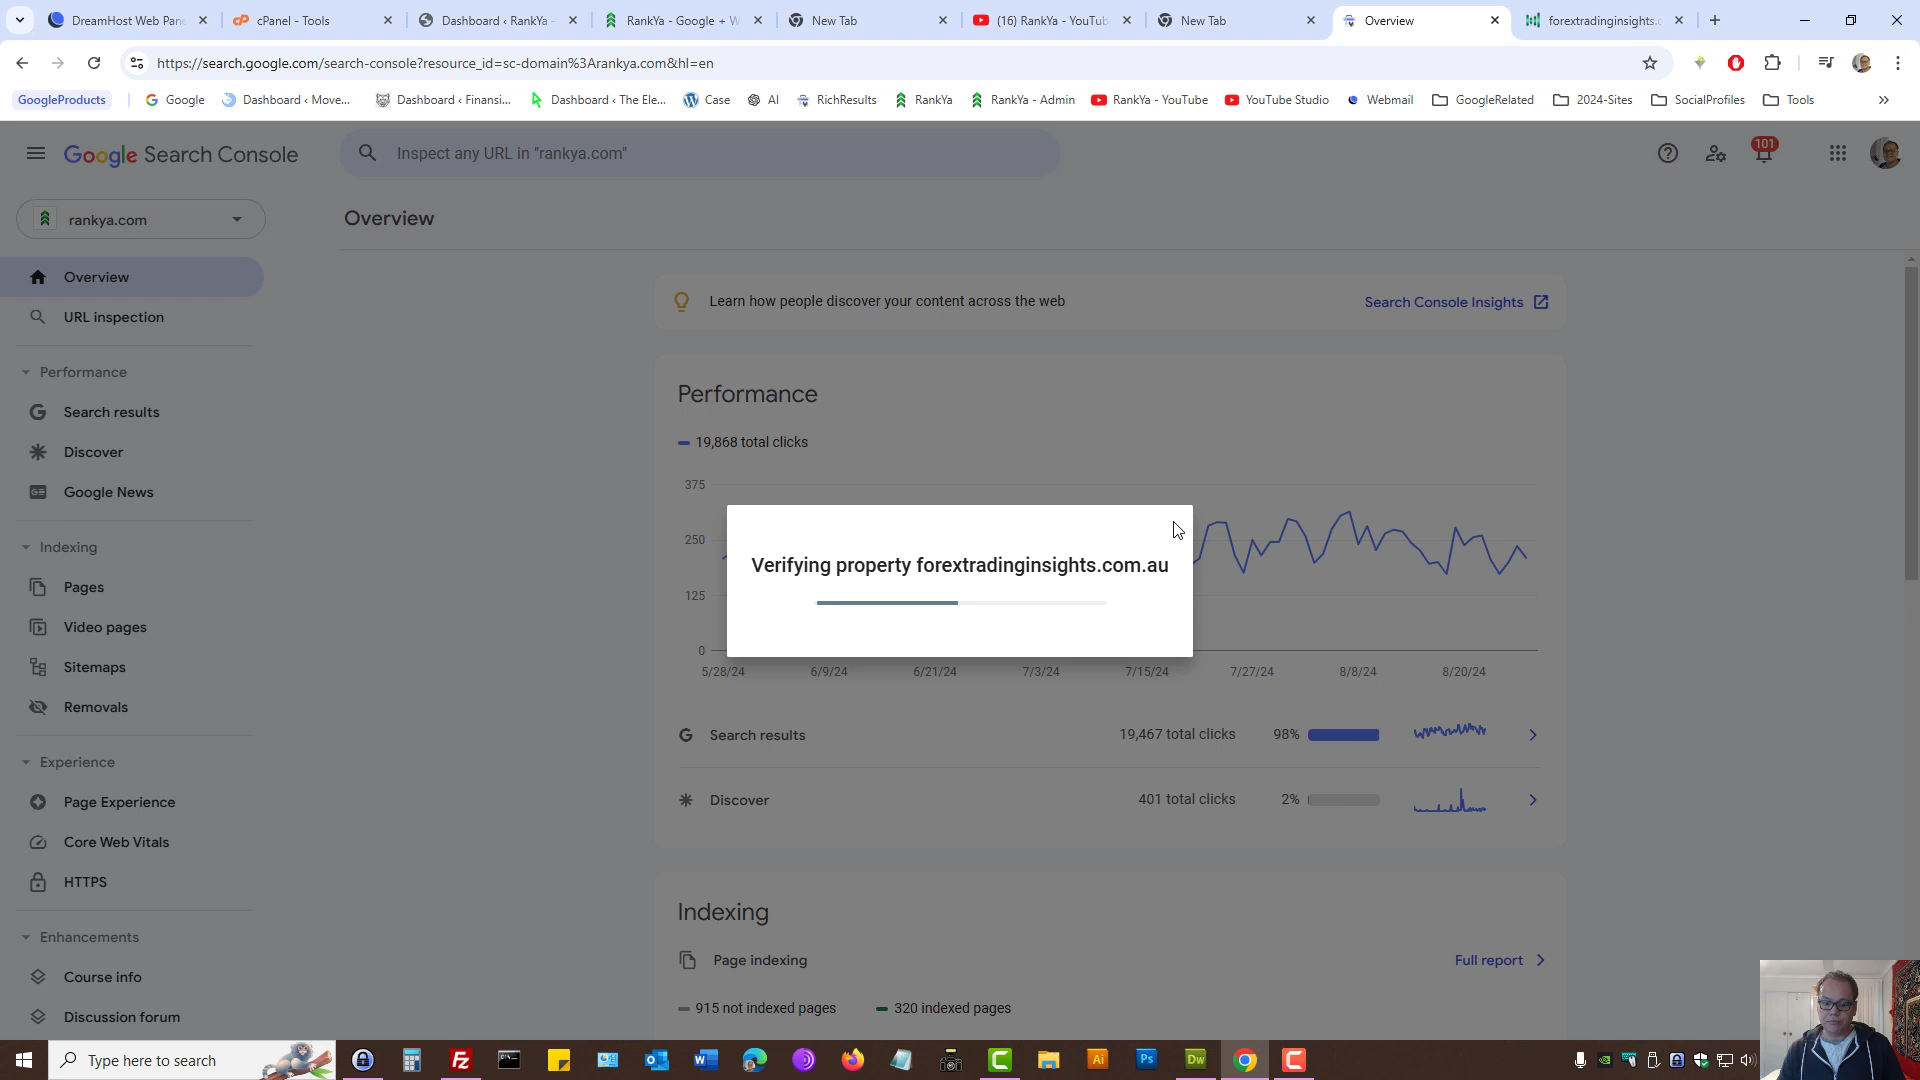 DreamHost Web Pan
cPanel - Tools
Dashboard ‹ RankYa -
RankYa - Google + W
New Tab
(16) RankYa - YouTub
New Tab
Overview
forextradinginsights.c
https://search.google.com/search-console?resource_id=sc-domain%3Arankya.com&hl=en
GoogleProducts
Google
Dashboard ‹ Move...
Dashboard ‹ Finansi...
Dashboard ‹ The Ele...
Case
AI
RichResults
RankYa
RankYa - Admin
RankYa - YouTube
YouTube Studio
Webmail
GoogleRelated
2024-Sites
SocialProfiles
Tools
Google Search Console
Inspect any URL in "rankya.com"
101
rankya.com
Overview
Overview
URL inspection
Performance
Search results
Discover
Google News
Indexing
Pages
Video pages
Sitemaps
Removals
Experience
Page Experience
Core Web Vitals
HTTPS
Enhancements
Course info
Discussion forum
Learn how people discover your content across the web
Search Console Insights
Performance
19,868 total clicks
375
250
125
0
Verifying property forextradinginsights.com.au
5/28/24
6/9/24
6/21/24
7/3/24
7/15/24
7/27/24
8/8/24
8/20/24
Search results
19,467 total clicks
98%
Discover
401 total clicks
2%
Indexing
Page indexing
Full report
915 not indexed pages
320 indexed pages
Type here to search